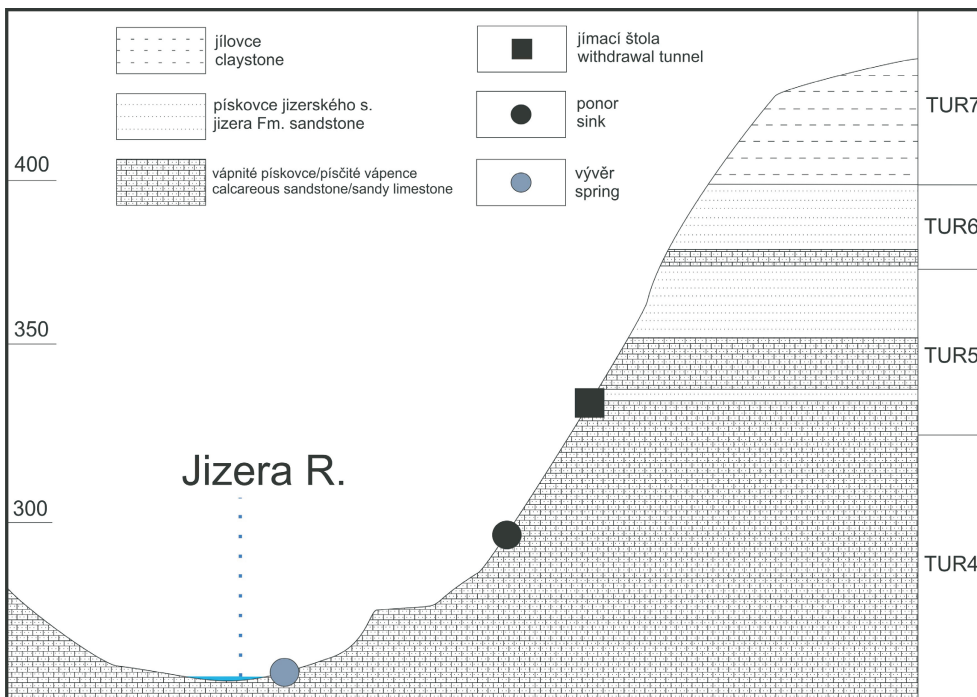 jílovce
claystone
pískovce jizerského s.
jizera Fm. sandstone
vápnité pískovce/písčité vápence
calcareous sandstone/sandy limestone
jímací štola
withdrawal tunnel
ponor
sink
vývěr
spring
400
350
300
Jizera R.
TUR7
TUR6
TUR5
TUR4